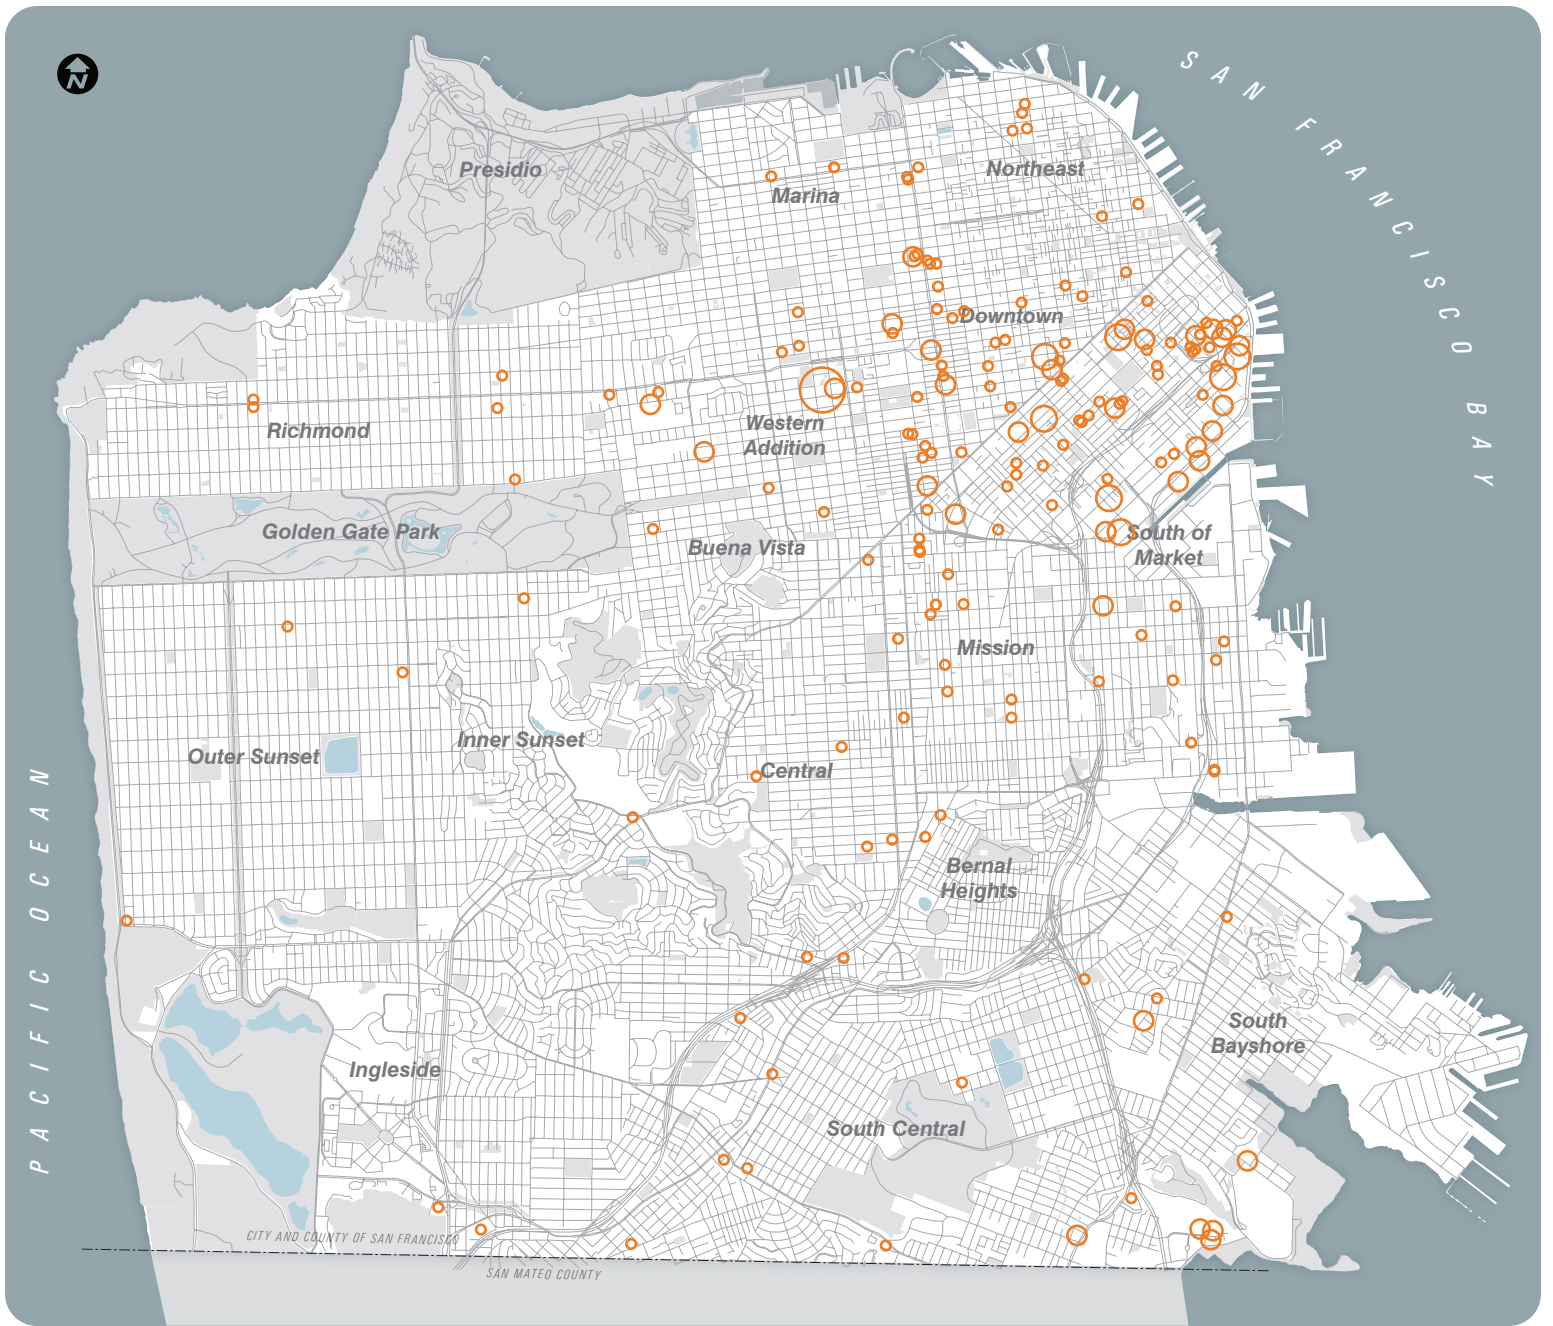 N
SAN FRANCISCO BAY
Presidio
Northeast
Marina
Downtown
Richmond
Western
Addition
Golden Gate Park
Buena Vista
South of
Market
Mission
Outer Sunset
Inner Sunset
Central
Bernal
Heights
PACIFIC OCEAN
South
Bayshore
Ingleside
South Central
CITY AND COUNTY OF SAN FRANCISCO
SAN MATEO COUNTY